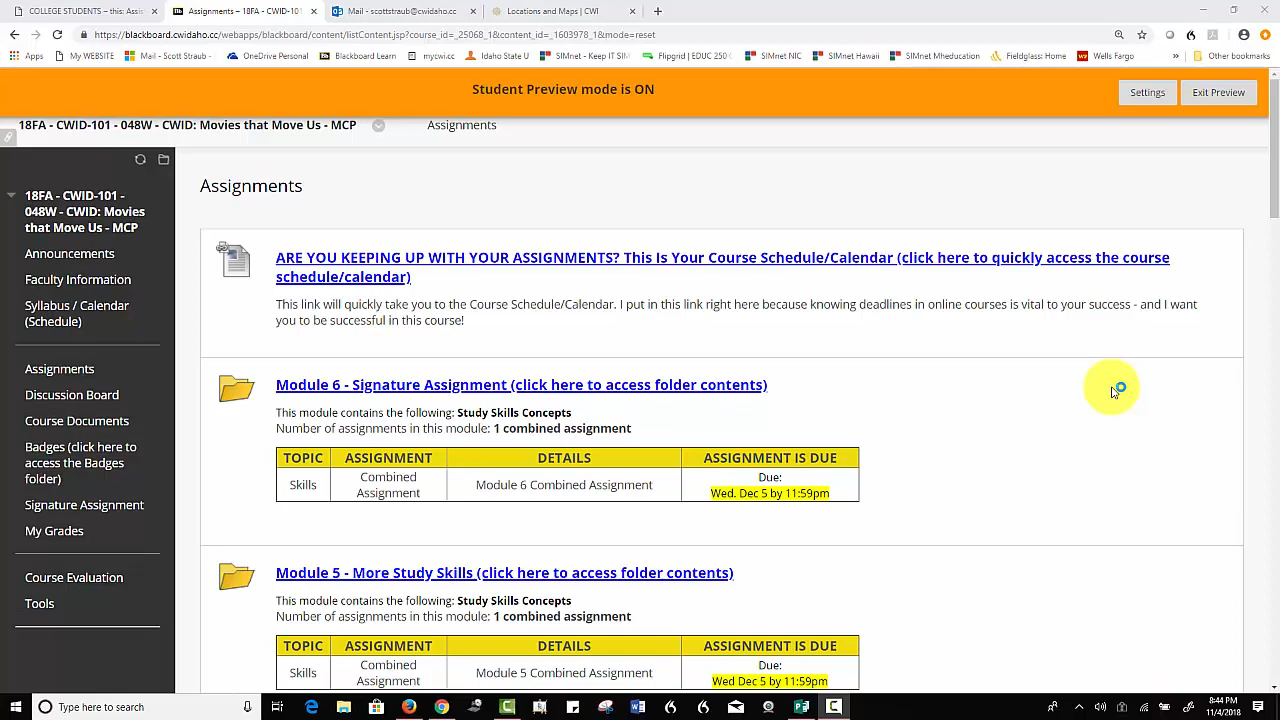 COLLEGE STUDENTS – this: Assi
Assignments – 18FA - CWID-101 -
Mail - scottstraub@cwidaho.cc
Locations and Maps | CWI
https://blackboard.cwidaho.cc/webapps/blackboard/content/listContent.jsp?course_id=_25068_1&content_id=_1603978_1&mode=reset
Apps
My WEBSITE
Mail - Scott Straub -
OneDrive Personal
Blackboard Learn
mycwi.cc
Idaho State U
SIMnet - Keep IT SIM
Flipgrid | EDUC 250
SIMnet NIC
SIMnet Hawaii
SIMnet Mheducation
Fieldglass: Home
Wells Fargo
»
Other bookmarks
Student Preview mode is ON
Settings
Exit Preview
18FA - CWID-101 - 048W - CWID: Movies that Move Us - MCP
Assignments
18FA - CWID-101 -
048W - CWID: Movies
that Move Us - MCP
Announcements
Faculty Information
Syllabus / Calendar
(Schedule)
Assignments
Discussion Board
Course Documents
Badges (click here to
access the Badges
folder)
Signature Assignment
My Grades
Course Evaluation
Tools
Assignments
ARE YOU KEEPING UP WITH YOUR ASSIGNMENTS? This Is Your Course Schedule/Calendar (click here to quickly access the course
schedule/calendar)
This link will quickly take you to the Course Schedule/Calendar. I put in this link right here because knowing deadlines in online courses is vital to your success - and I want
you to be successful in this course!
Module 6 - Signature Assignment (click here to access folder contents)
This module contains the following: Study Skills Concepts
Number of assignments in this module: 1 combined assignment
TOPIC ASSIGNMENT DETAILS ASSIGNMENT IS DUE
Skills Combined Assignment Module 6 Combined Assignment Due: Wed. Dec 5 by 11:59pm
Module 5 - More Study Skills (click here to access folder contents)
This module contains the following: Study Skills Concepts
Number of assignments in this module: 1 combined assignment
TOPIC ASSIGNMENT DETAILS ASSIGNMENT IS DUE
Skills Combined Assignment Module 5 Combined Assignment Due: Wed Dec 5 by 11:59pm
Type here to search
8:44 PM
11/4/2018